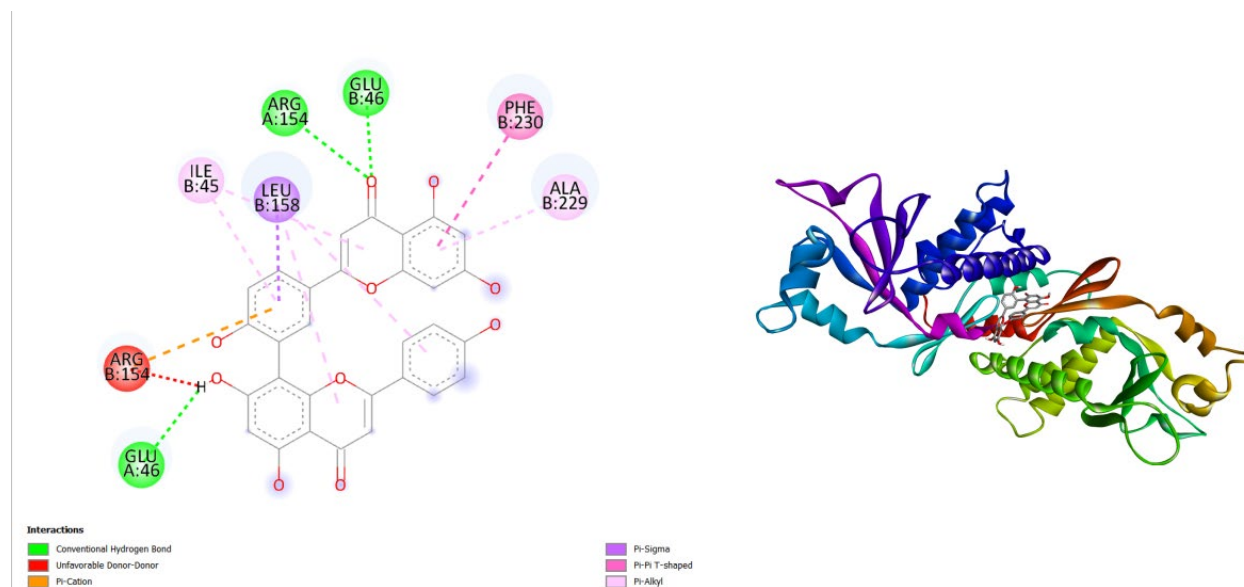 GLU
B:46
ARG
A:154
PHE
B:230
ILE
B:45
LEU
B:158
ALA
B:229
O
O
O
O
O
O
ARG
B:154
H
O
O
GLU
A:46
O
O
Interactions
Conventional Hydrogen Bond
Unfavorable Donor-Donor
Pi-Cation
Pi-Sigma
Pi-Pi T-shaped
Pi-Alkyl